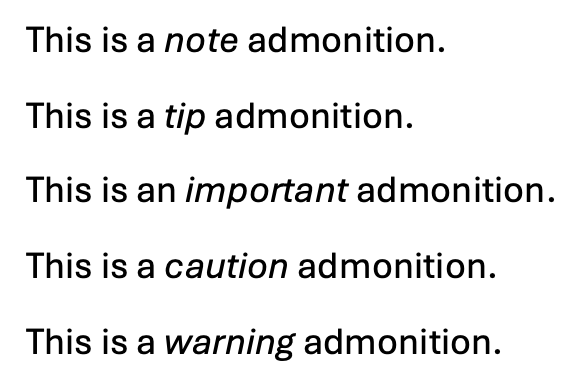 This is a note admonition.
This is a tip admonition.
This is an important admonition.
This is a caution admonition.
This is a warning admonition.